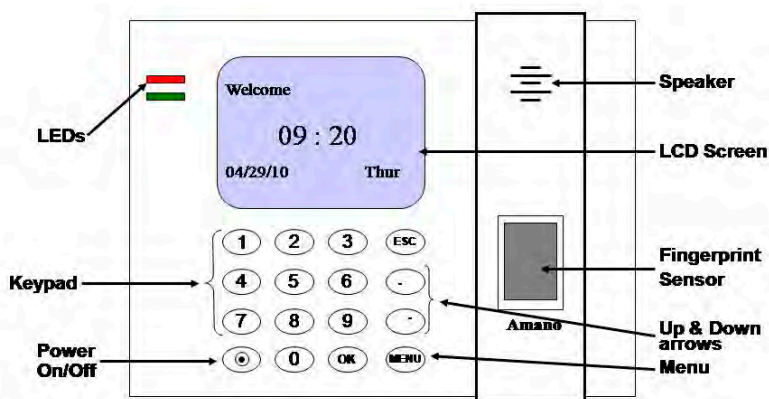 Speaker
Welcome
LEDs
09 : 20
LCD Screen
04/29/10 Thur
1 2 3 ESC
Fingerprint
Sensor
Keypad
4 5 6
7 8 9
Amano
Up & Down
arrows
Power
On/Off
0 OK MENU
Menu